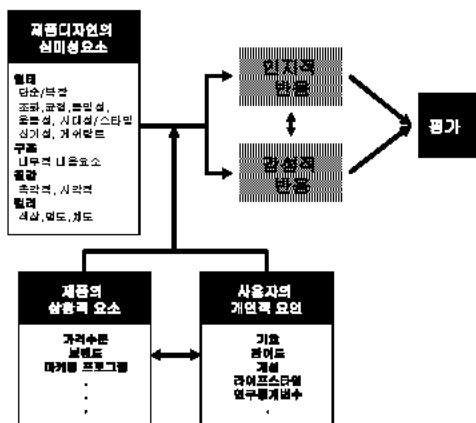 제품디자인의
심미성요소
형태
단순/복합
조화,균형,통일성,
율동성, 시대성/스타일
신기성, 게쉬탈트
구조
내부적 내용요소
질감
촉각적, 시각적
컬러
색상,명도,채도
인지적
반응
감성적
반응
평가
제품의
상황적 요소
가격수준
브랜드
마케팅 프로그램
.
.
.
사용자의
개인적 요인
기호
개성
라이프스타일
인구통계변수
.